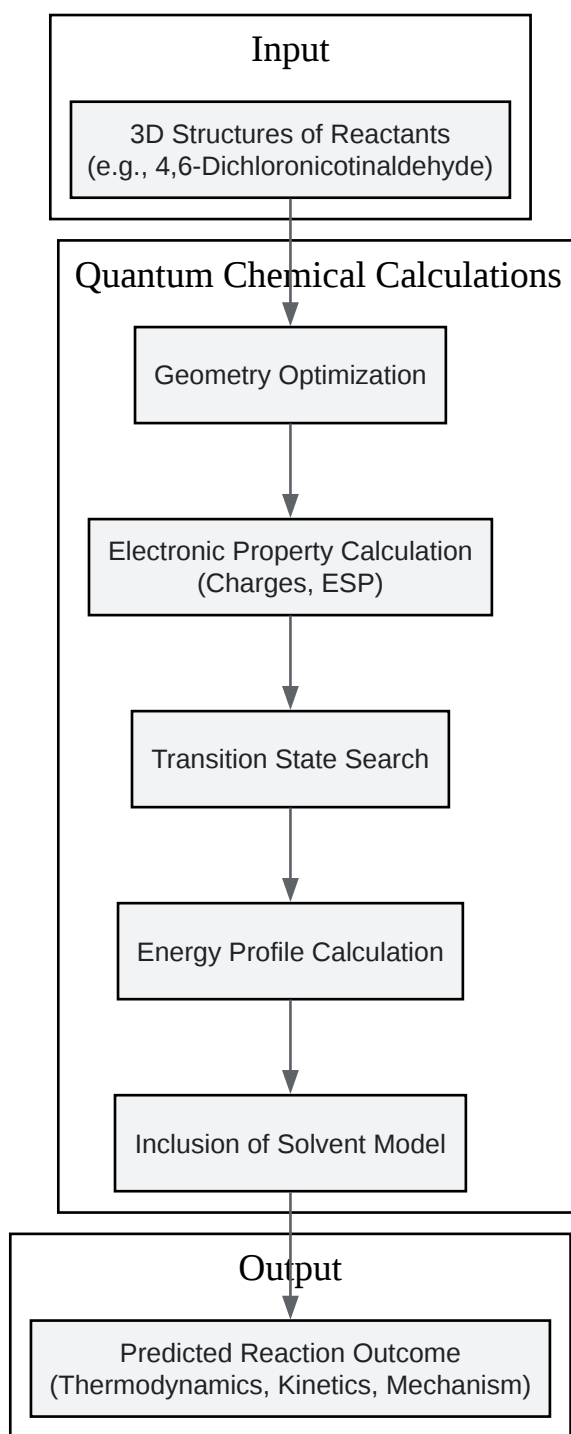 Input
3D Structures of Reactants
(e.g., 4,6-Dichloronicotinaldehyde)
Quantum Chemical Calculations
Geometry Optimization
Electronic Property Calculation
(Charges, ESP)
Transition State Search
Energy Profile Calculation
Inclusion of Solvent Model
Output
Predicted Reaction Outcome
(Thermodynamics, Kinetics, Mechanism)